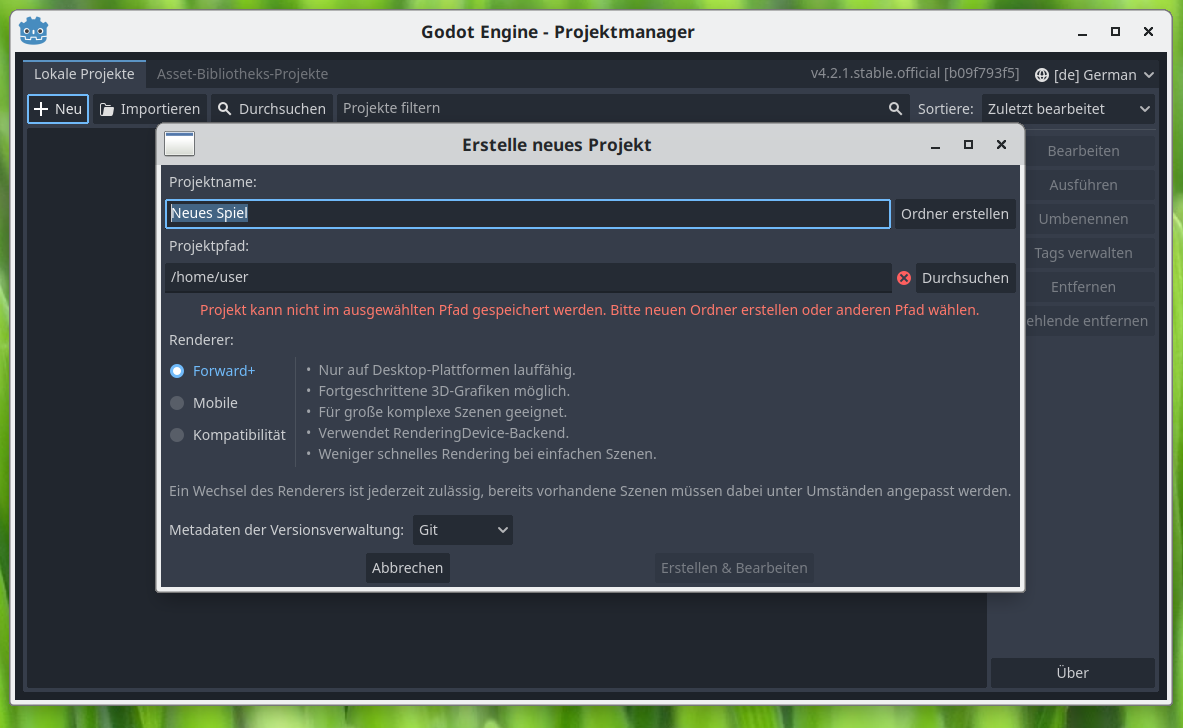 Godot Engine - Projektmanager
Lokale Projekte
Asset-Bibliotheks-Projekte
v4.2.1.stable.official [b09f793f5]
[de] German
Neu
Importieren
Durchsuchen
Projekte filtern
Sortiere:
Zuletzt bearbeitet
Erstelle neues Projekt
Projektname:
Neues Spiel
Ordner erstellen
Projektpfad:
/home/user
Durchsuchen
Projekt kann nicht im ausgewählten Pfad gespeichert werden. Bitte neuen Ordner erstellen oder anderen Pfad wählen.
Renderer:
Forward+
Mobile
Kompatibilität
• Nur auf Desktop-Plattformen lauffähig.
• Fortgeschrittene 3D-Grafiken möglich.
• Für große komplexe Szenen geeignet.
• Verwendet RenderingDevice-Backend.
• Weniger schnelles Rendering bei einfachen Szenen.
Ein Wechsel des Renderers ist jederzeit zulässig, bereits vorhandene Szenen müssen dabei unter Umständen angepasst werden.
Metadaten der Versionsverwaltung:
Git
Abbrechen
Erstellen & Bearbeiten
Bearbeiten
Ausführen
Umbenennen
Tags verwalten
Entfernen
ehlende entfernen
Über